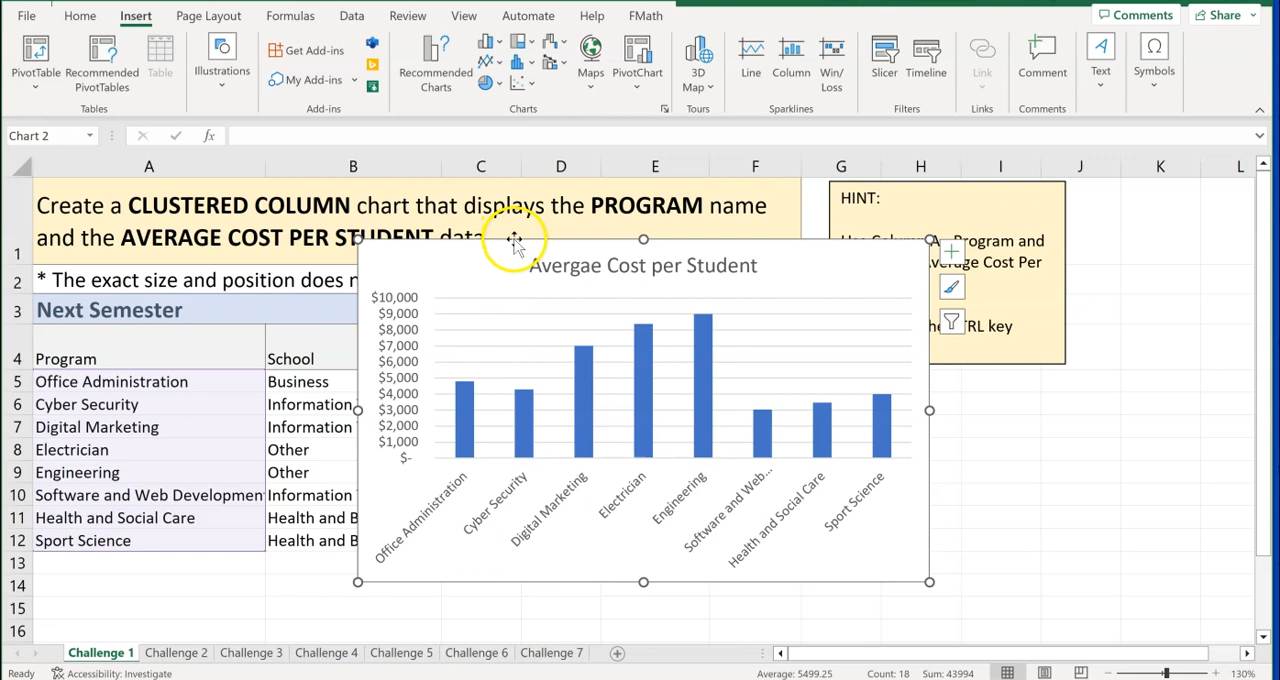 File Home Insert Page Layout Formulas Data Review View Automate Help FMath Comments Share
PivotTable
Recommended
PivotTables
Table
Illustrations
Get Add-ins
My Add-ins
Recommended
Charts
Maps
PivotChart
3D
Map
Line
Column
Win/
Loss
Slicer
Timeline
Link
Comment
Text
Symbols
Tables Add-ins Charts Tours Sparklines Filters Links Comments
Chart 2 fx
A B C D E F G H I J K L
1 Create a CLUSTERED COLUMN chart that displays the PROGRAM name
and the AVERAGE COST PER STUDENT data
HINT:
Program and
Average Cost Per
TRL key
2 * The exact size and position does n
3 Next Semester
4 Program School
5 Office Administration Business
6 Cyber Security Information
7 Digital Marketing Information
8 Electrician Other
9 Engineering Other
10 Software and Web Developmen Information
11 Health and Social Care Health and
12 Sport Science Health and
13
14
15
16
Avergae Cost per Student
$10,000
$9,000
$8,000
$7,000
$6,000
$5,000
$4,000
$3,000
$2,000
$1,000
$-
Office Administration
Cyber Security
Digital Marketing
Electrician
Engineering
Software and Web...
Health and Social Care
Sport Science
Challenge 1 Challenge 2 Challenge 3 Challenge 4 Challenge 5 Challenge 6 Challenge 7
Ready Accessibility: Investigate Average: 5499.25 Count: 18 Sum: 43994 130%